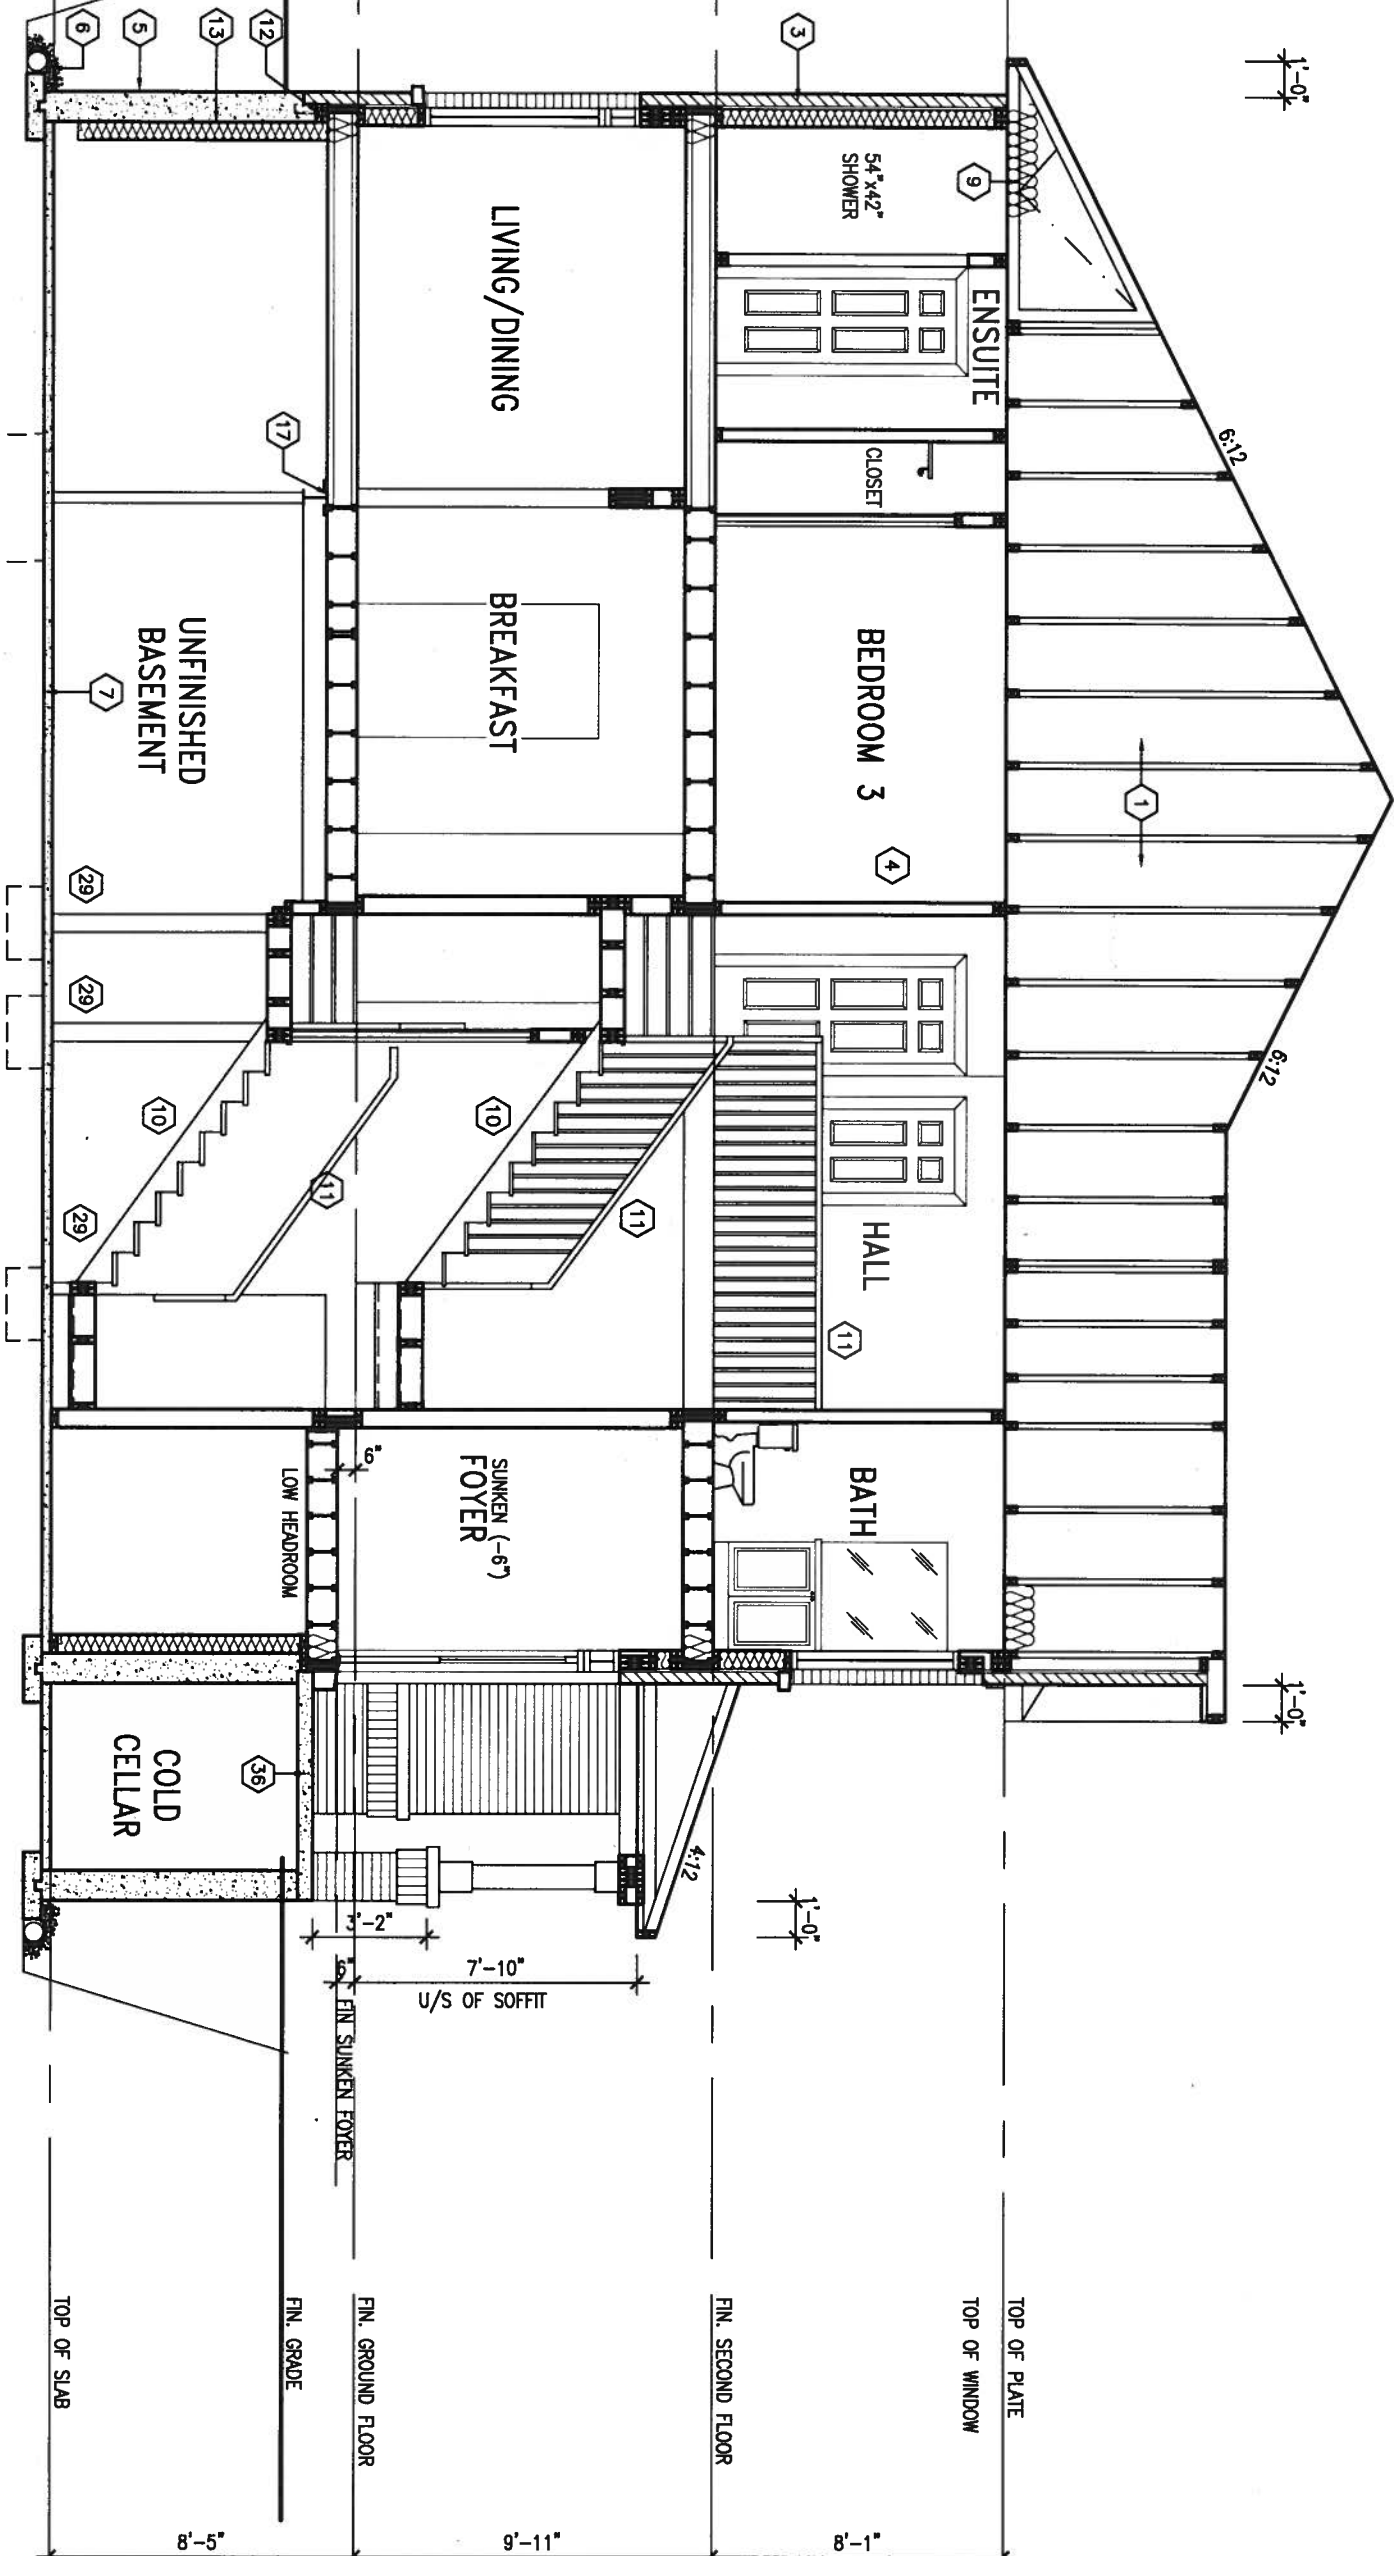 1'-0"
6:12
6:12
1'-0"
1
9
3
54"x42"
SHOWER
ENSUITE
CLOSET
BEDROOM 3
4
HALL
11
BATH
TOP OF PLATE
TOP OF WINDOW
8'-1"
FIN. SECOND FLOOR
4:12
1'-0"
LIVING/DINING
BREAKFAST
10
11
SUNKEN (-6")
FOYER
6"
7'-10"
U/S OF SOFFIT
3'-2"
6"
FIN SUNKEN FOYER
9'-11"
FIN. GROUND FLOOR
FIN. GRADE
12
13
5
6
17
UNFINISHED
BASEMENT
7
29
29
10
11
29
LOW HEADROOM
36
COLD
CELLAR
8'-5"
TOP OF SLAB